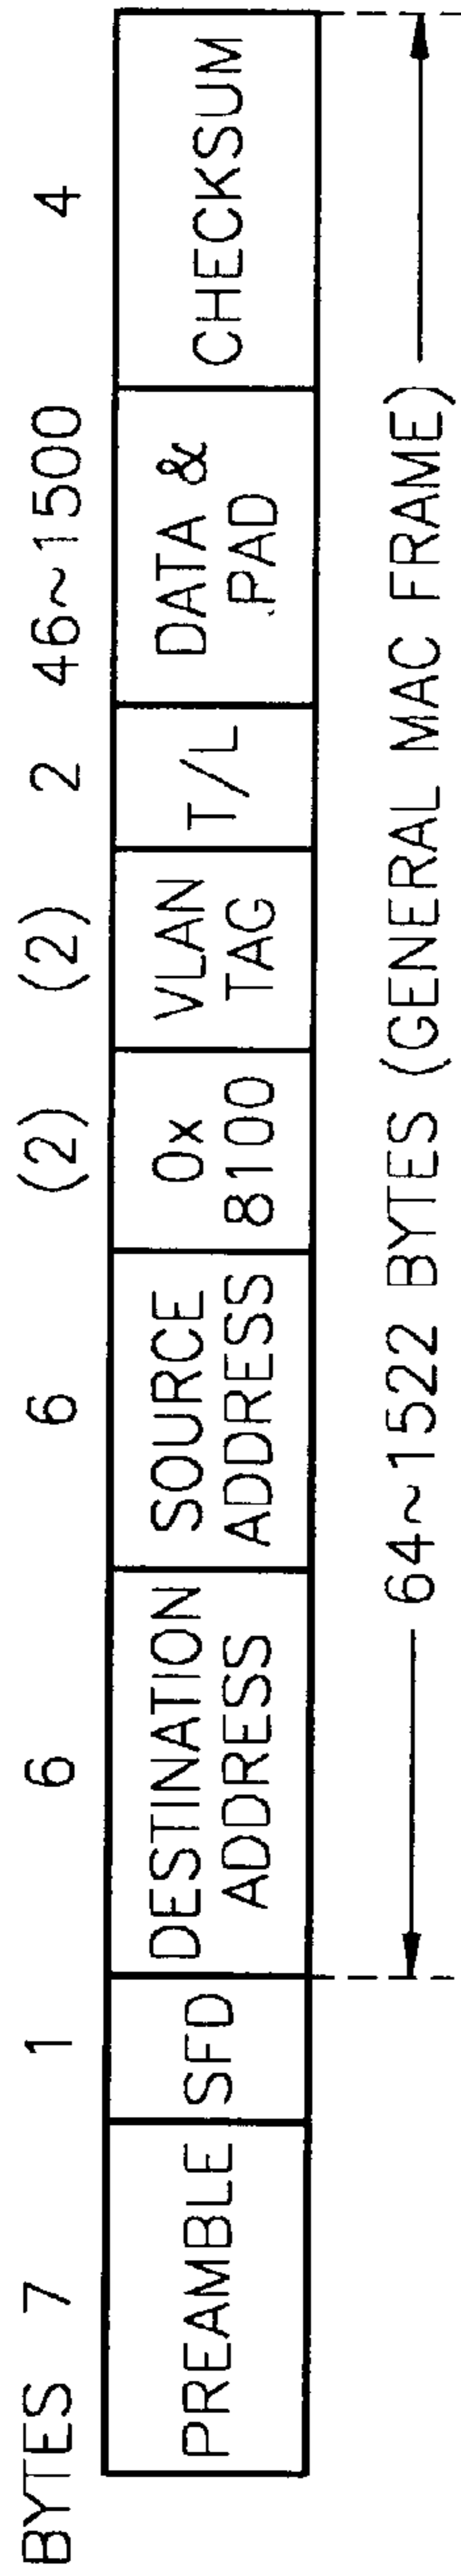 BYTES 7 1 6 6 (2) (2) 2 46~1500 4
PREAMBLE
SFD
DESTINATION
ADDRESS
SOURCE
ADDRESS
0x
8100
VLAN
TAG
T/L
DATA &
PAD
CHECKSUM
64~1522 BYTES (GENERAL MAC FRAME)